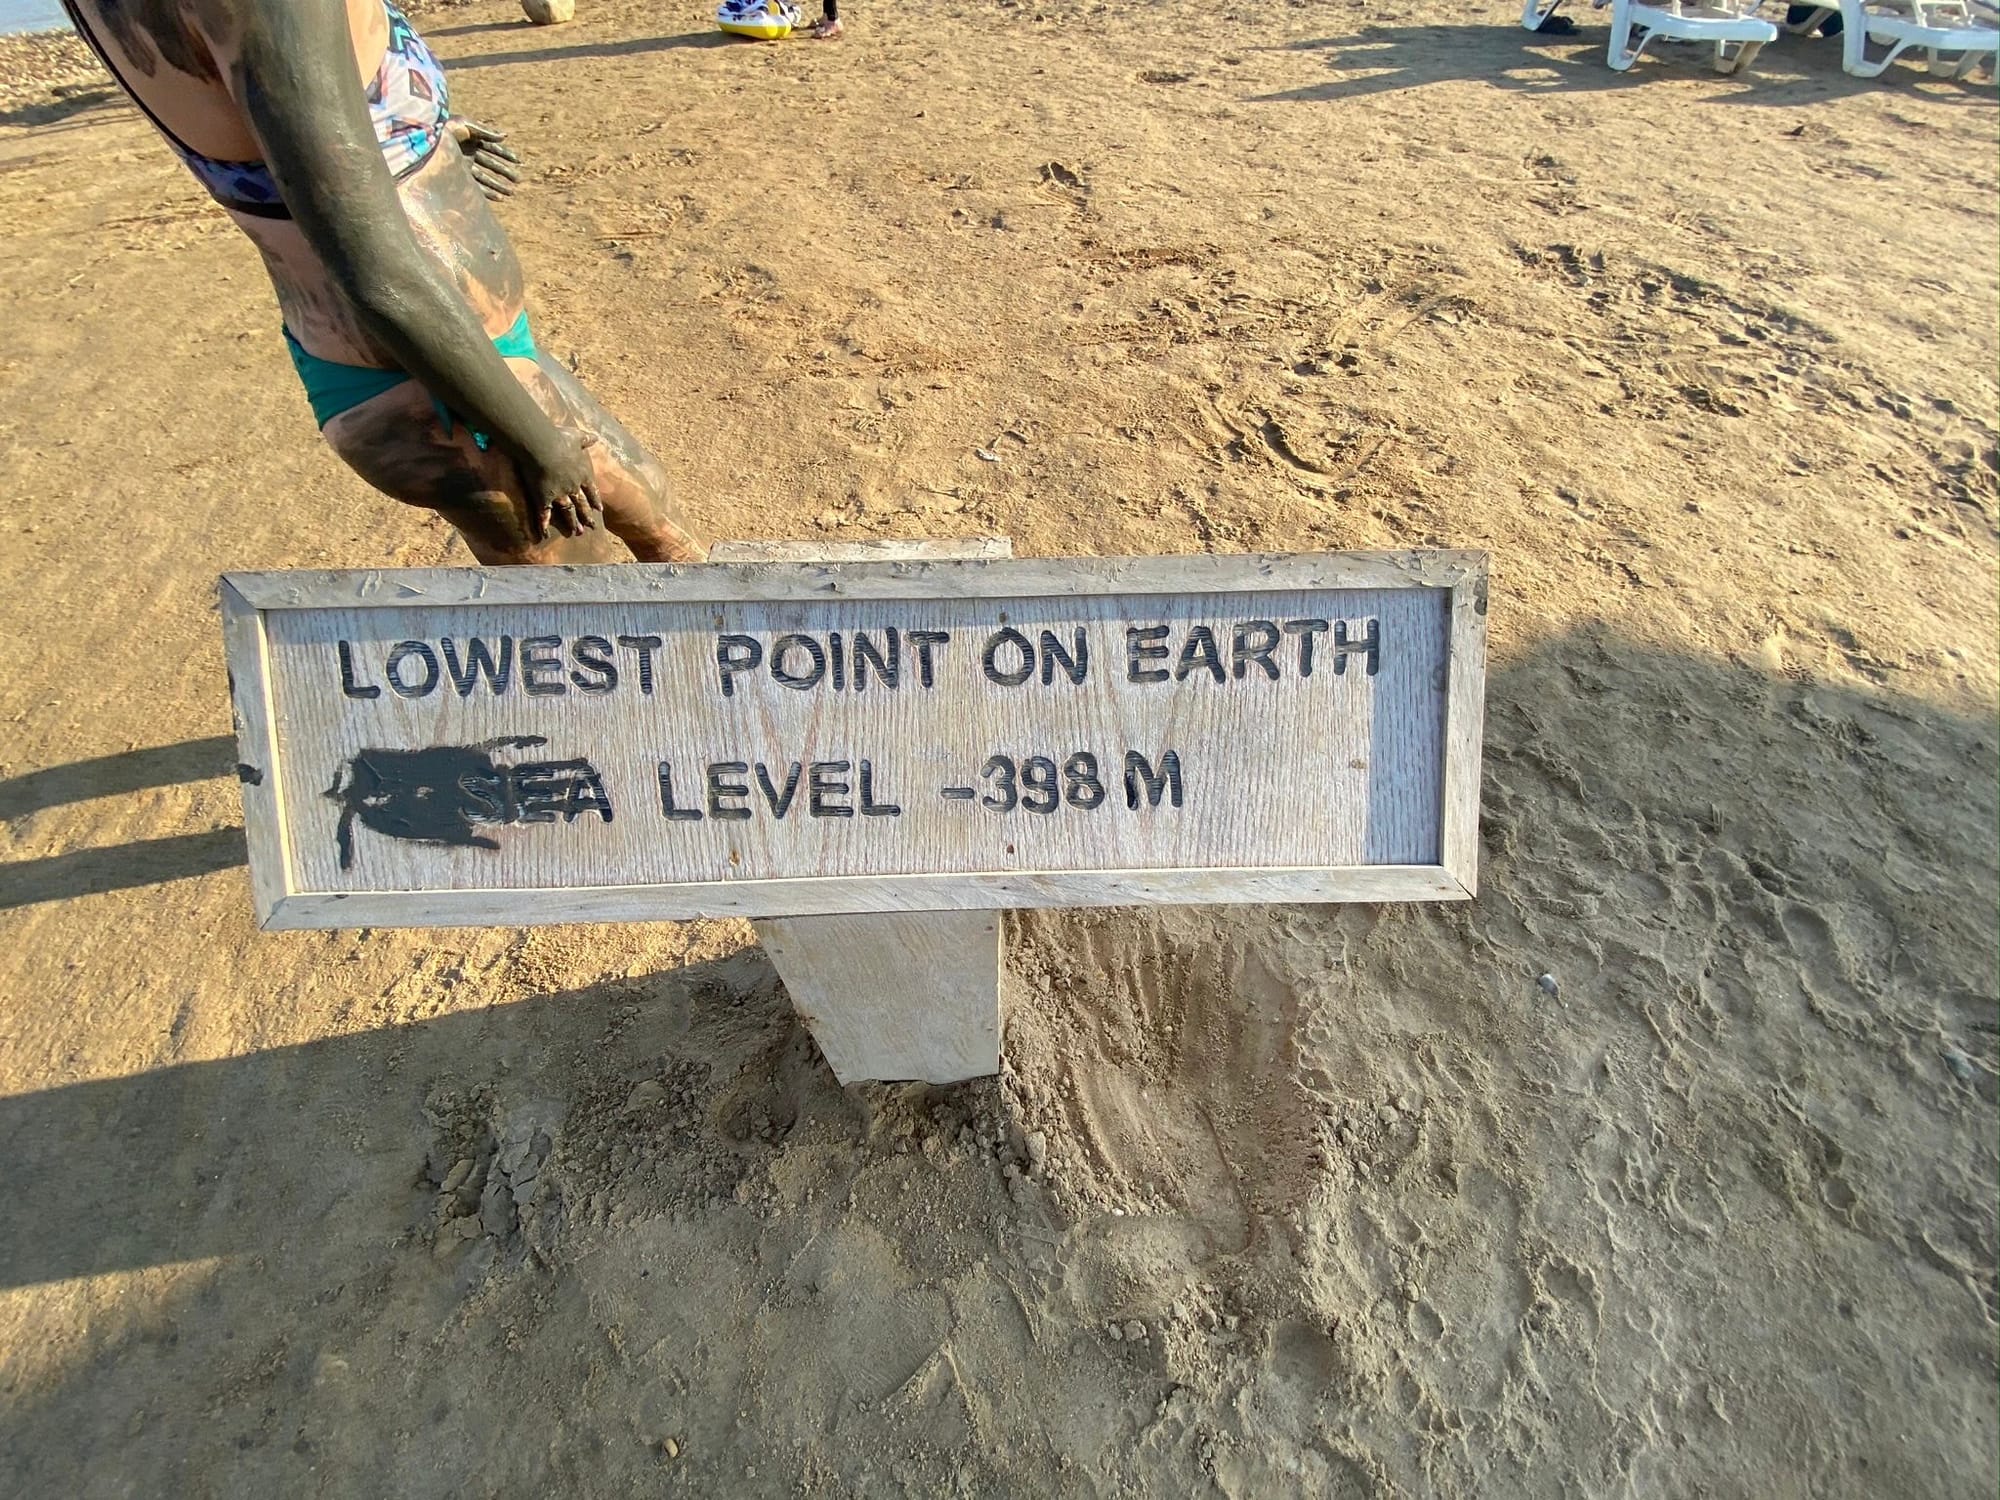 LOWEST POINT ON EARTH
SEA LEVEL -398 M